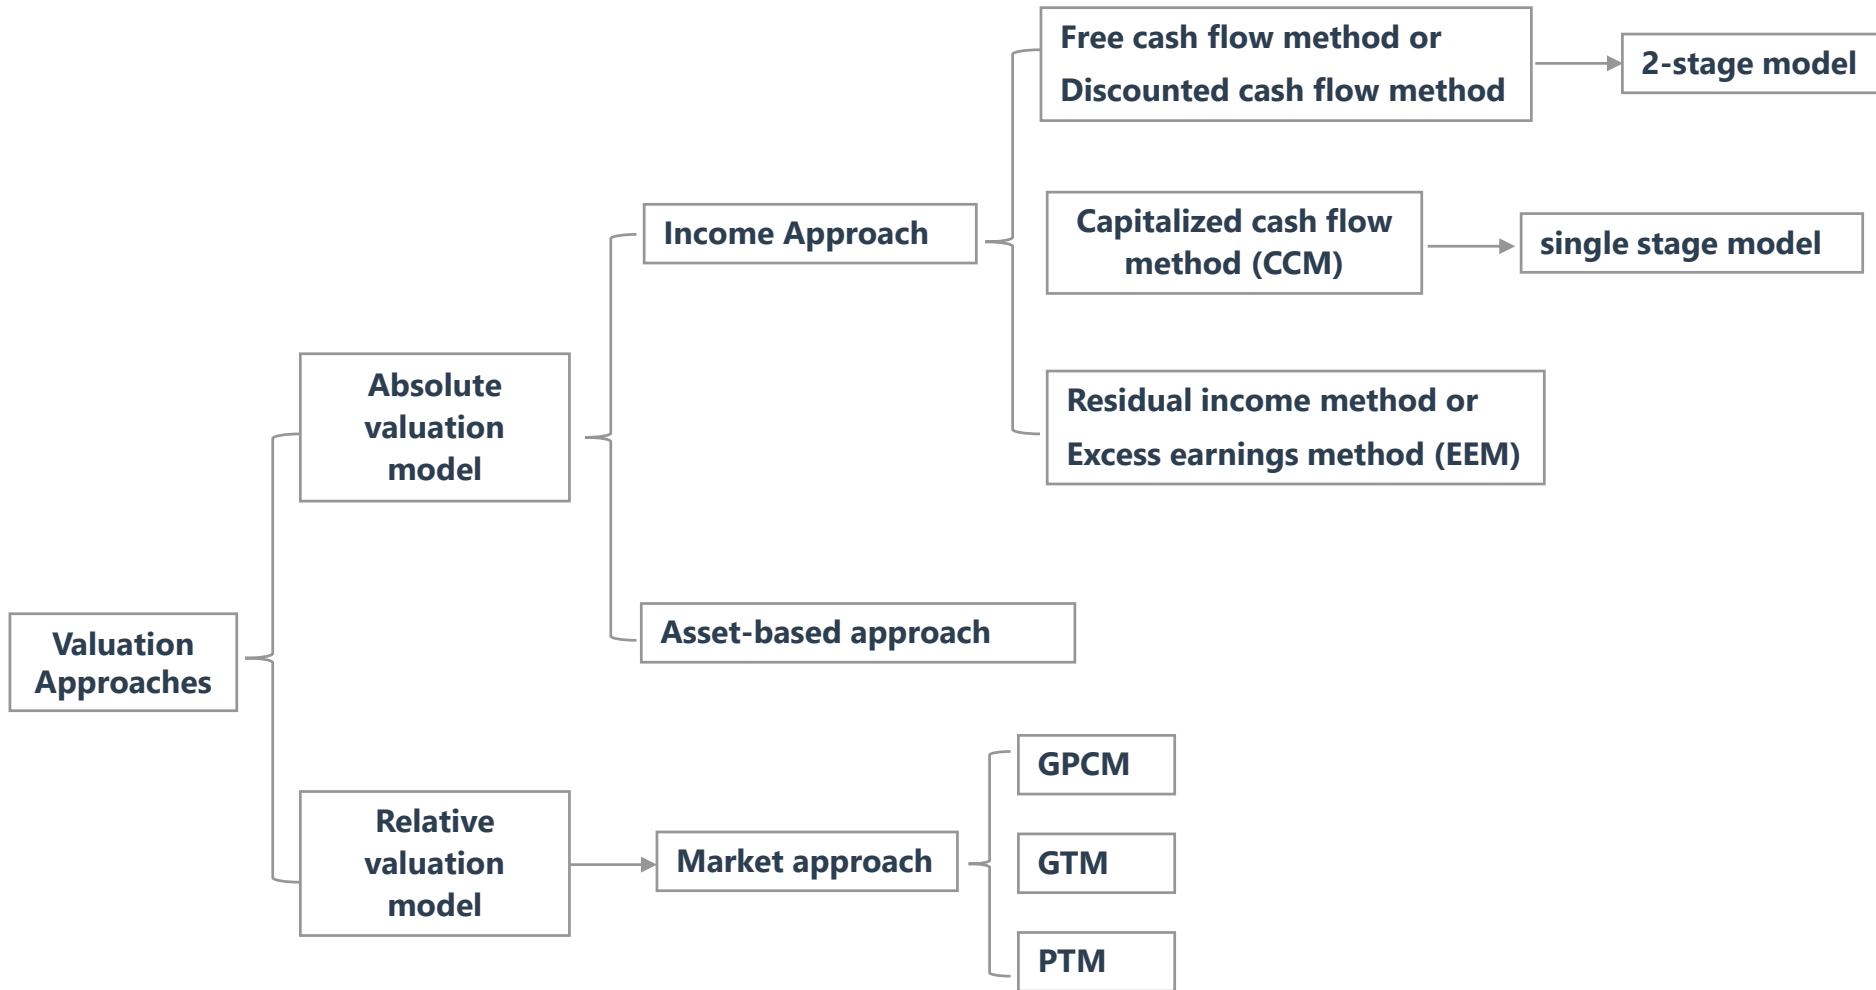 Free cash flow method or
Discounted cash flow method
2-stage model
Income Approach
Capitalized cash flow
method (CCM)
single stage model
Absolute
valuation
model
Residual income method or
Excess earnings method (EEM)
Valuation
Approaches
Asset-based approach
Relative
valuation
model
Market approach
GPCM
GTM
PTM